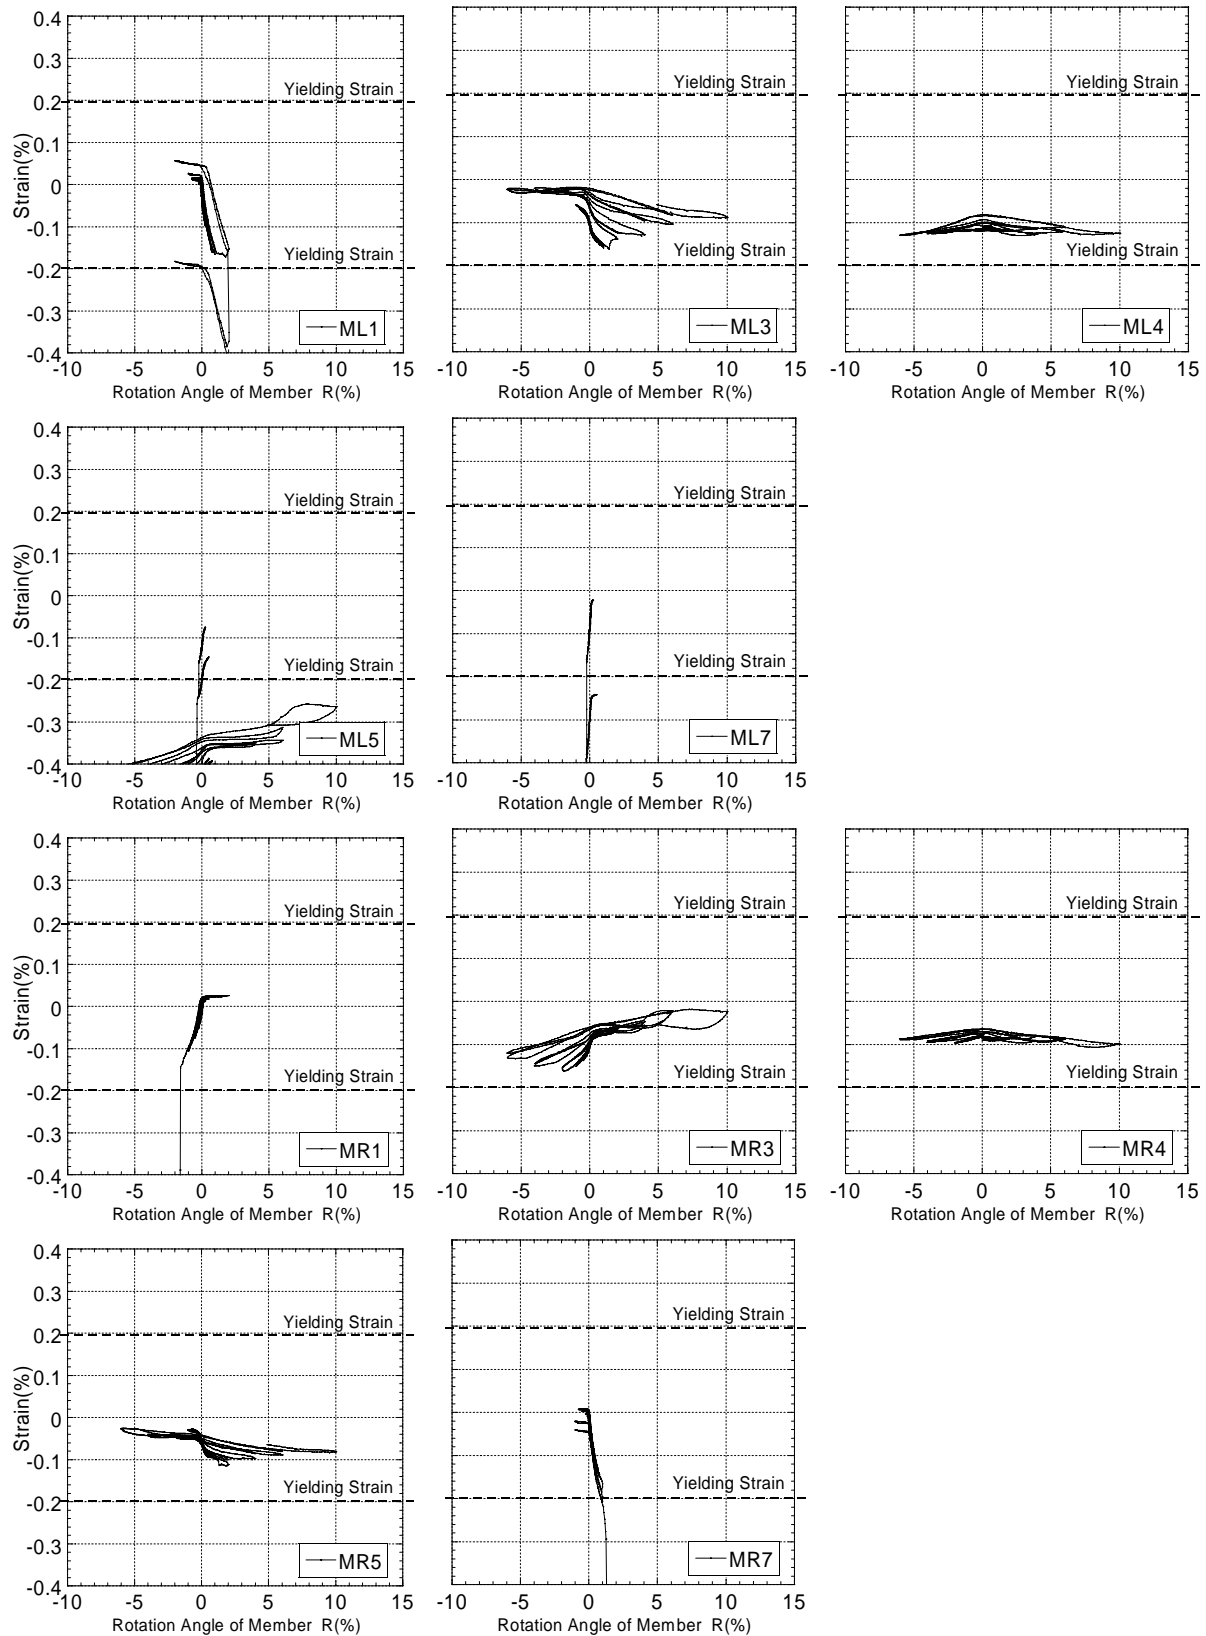 0.4
0.3
Yielding Strain Yielding Strain Yielding Strain
0.2
0.1
Strain(%)
0
-0.1
Yielding Strain Yielding Strain Yielding Strain
-0.2
-0.3
ML1 ML3 ML4
-0.4
-10 -5 0 5 10 15 -10 -5 0 5 10 15 -10 -5 0 5 10 15
Rotation Angle of Member R(%) Rotation Angle of Member R(%) Rotation Angle of Member R(%)
0.4
0.3
Yielding Strain Yielding Strain
0.2
0.1
Strain(%)
0
-0.1
Yielding Strain Yielding Strain
-0.2
-0.3
ML5 ML7
-0.4
-10 -5 0 5 10 15 -10 -5 0 5 10 15
Rotation Angle of Member R(%) Rotation Angle of Member R(%)
0.4
0.3
Yielding Strain Yielding Strain Yielding Strain
0.2
0.1
Strain(%)
0
-0.1
Yielding Strain Yielding Strain Yielding Strain
-0.2
-0.3
MR1 MR3 MR4
-0.4
-10 -5 0 5 10 15 -10 -5 0 5 10 15 -10 -5 0 5 10 15
Rotation Angle of Member R(%) Rotation Angle of Member R(%) Rotation Angle of Member R(%)
0.4
0.3
Yielding Strain Yielding Strain
0.2
0.1
Strain(%)
0
-0.1
Yielding Strain Yielding Strain
-0.2
-0.3
MR5 MR7
-0.4
-10 -5 0 5 10 15 -10 -5 0 5 10 15
Rotation Angle of Member R(%) Rotation Angle of Member R(%)